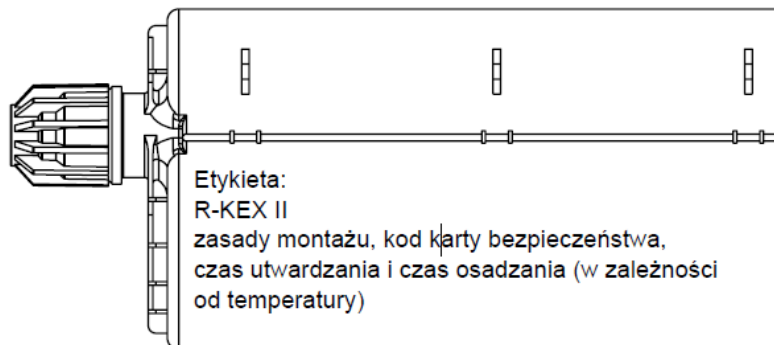 Etykieta:
R-KEX II
zasady montażu, kod karty bezpieczeństwa,
czas utwardzania i czas osadzania (w zależności
od temperatury)